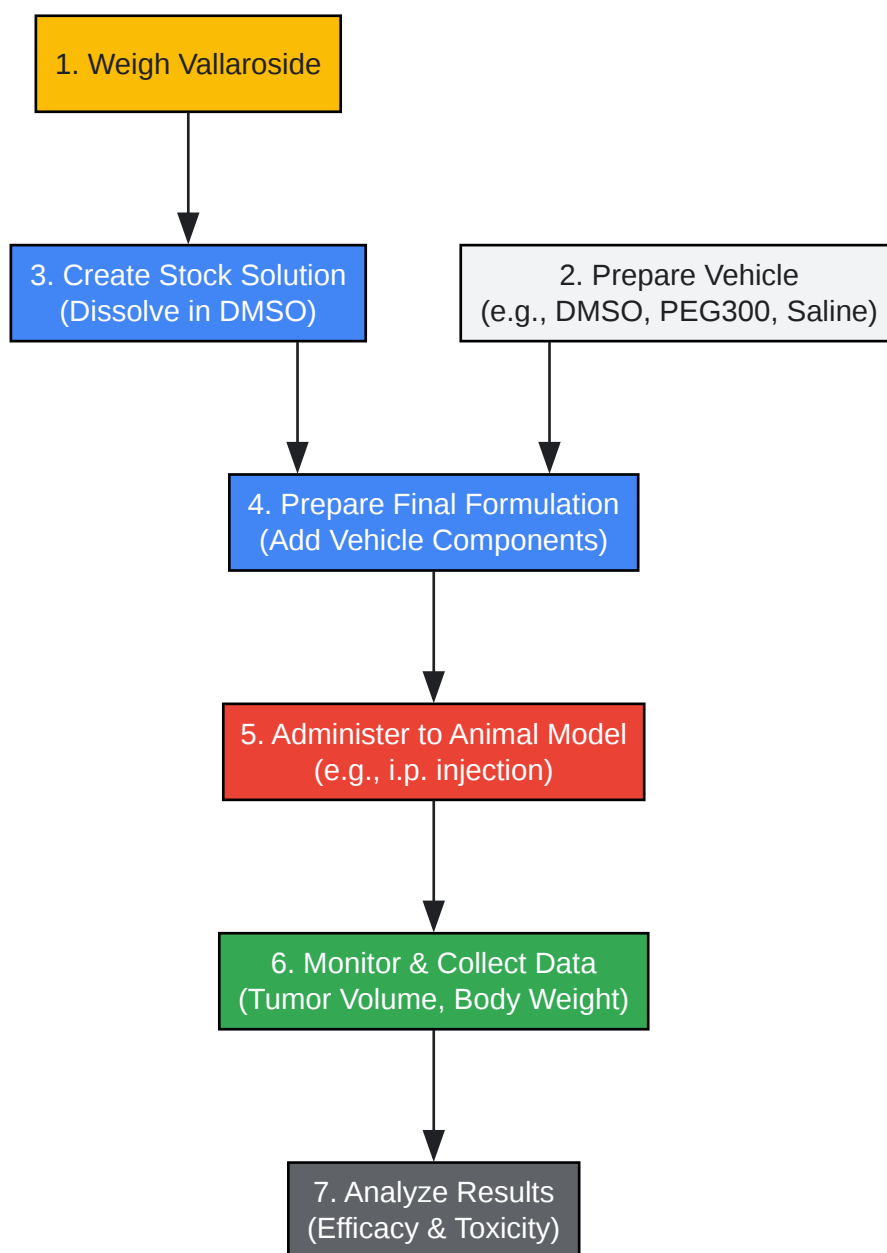 1. Weigh Vallaroside
3. Create Stock Solution
(Dissolve in DMSO)
2. Prepare Vehicle
(e.g., DMSO, PEG300, Saline)
4. Prepare Final Formulation
(Add Vehicle Components)
5. Administer to Animal Model
(e.g., i.p. injection)
6. Monitor & Collect Data
(Tumor Volume, Body Weight)
7. Analyze Results
(Efficacy & Toxicity)